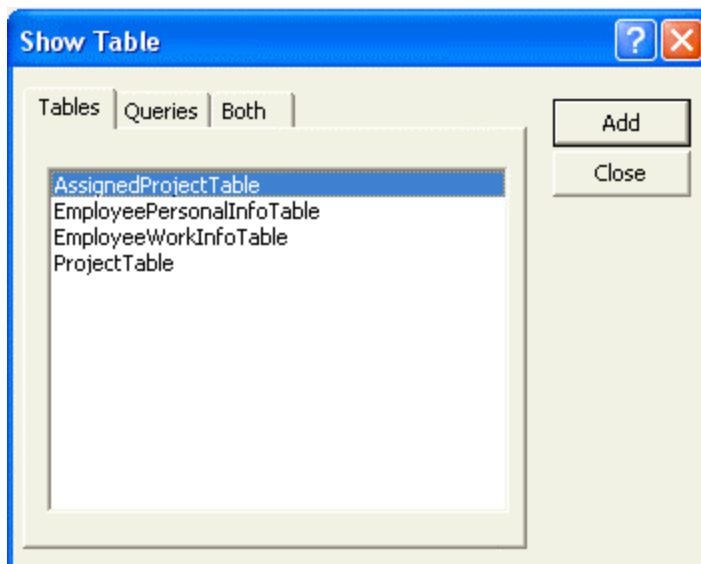 Show Table
Tables Queries Both
Add
Close
AssignedProjectTable
EmployeePersonalInfoTable
EmployeeWorkInfoTable
ProjectTable